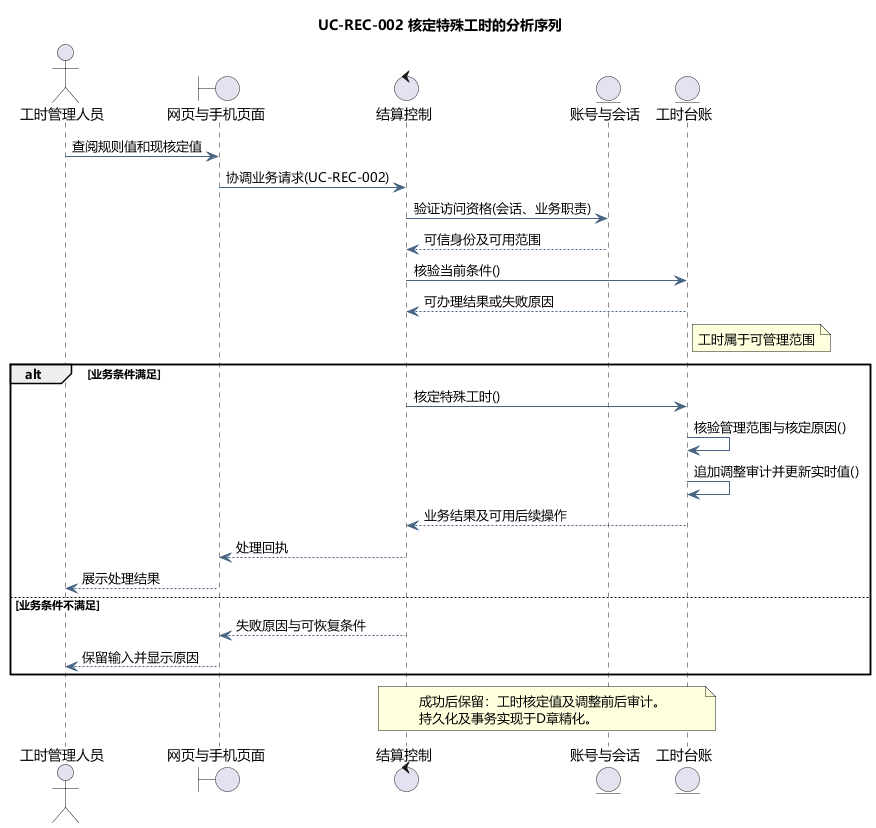 UC-REC-002 核定特殊工时的分析序列
工时管理人员
网页与手机页面
结算控制
账号与会话
工时台账
查阅规则值和现核定值
协调业务请求(UC-REC-002)
验证访问资格(会话、业务职责)
可信身份及可用范围
核验当前条件()
可办理结果或失败原因
工时属于可管理范围
alt [业务条件满足]
核定特殊工时()
核验管理范围与核定原因()
追加调整审计并更新实时值()
业务结果及可用后续操作
处理回执
展示处理结果
[业务条件不满足]
失败原因与可恢复条件
保留输入并显示原因
成功后保留：工时核定值及调整前后审计。
持久化及事务实现于D章精化。
工时管理人员
网页与手机页面
结算控制
账号与会话
工时台账